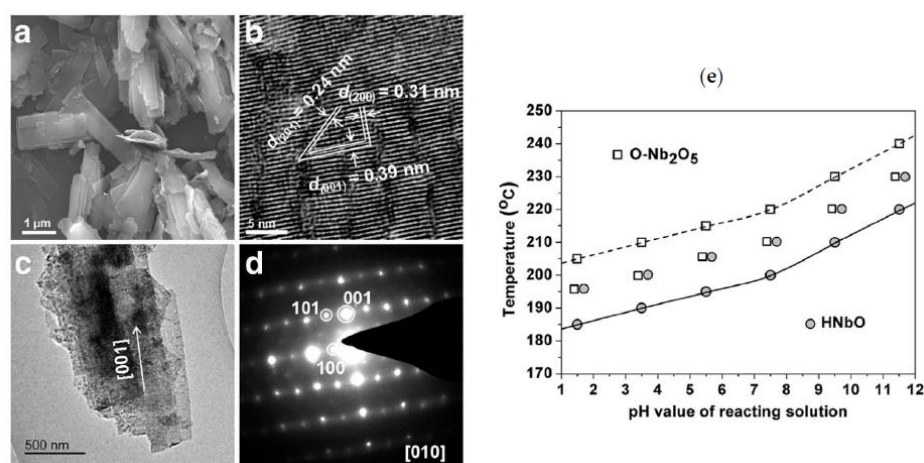 a
1 μm
b
d(201) = 0.24 nm
d(200) = 0.31 nm
d(001) = 0.39 nm
5 nm
c
[001]
500 nm
d
101
001
100
[010]
(e)
250
240
230
220
210
200
190
180
170
Temperature (°C)
O-Nb₂O₅
HNbO
1 2 3 4 5 6 7 8 9 10 11 12
pH value of reacting solution